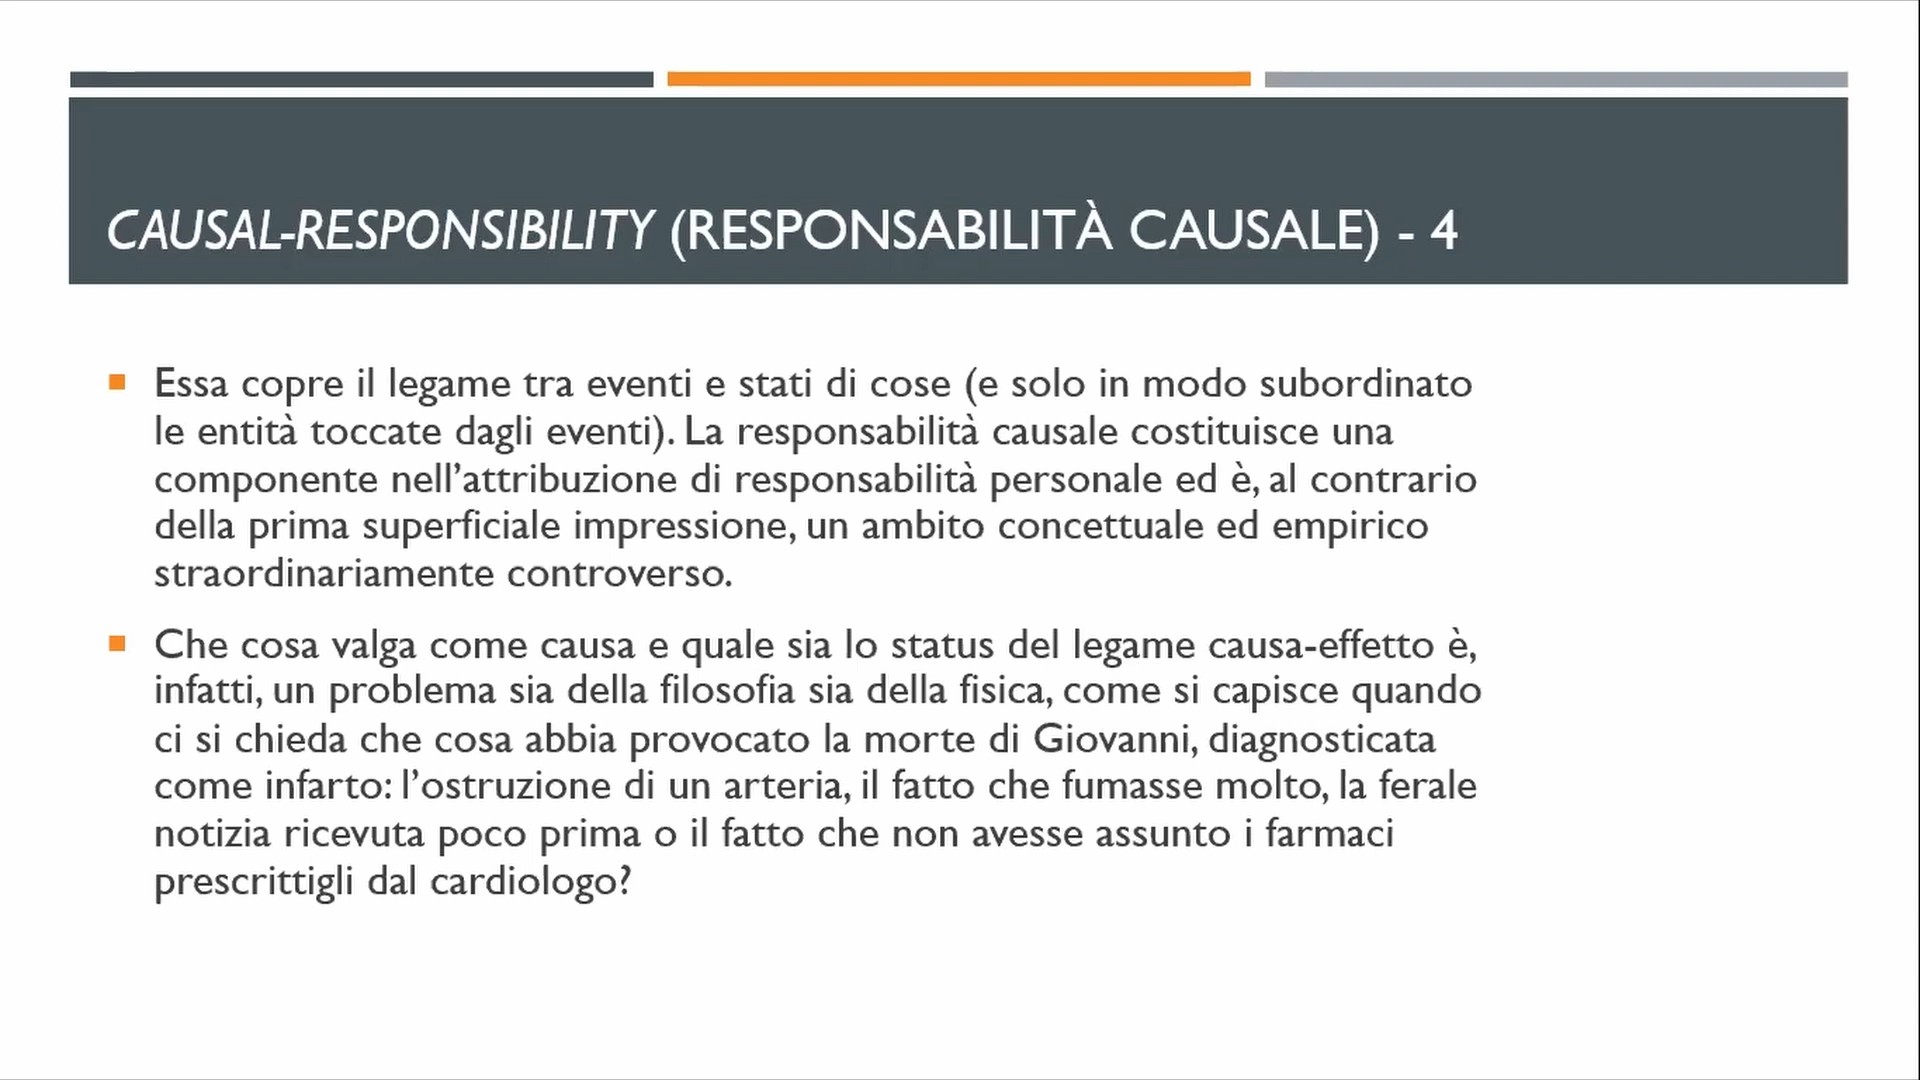 CAUSAL-RESPONSIBILITY (RESPONSABILITÀ CAUSALE) - 4
Essa copre il legame tra eventi e stati di cose (e solo in modo subordinato
le entità toccate dagli eventi). La responsabilità causale costituisce una
componente nell’attribuzione di responsabilità personale ed è, al contrario
della prima superficiale impressione, un ambito concettuale ed empirico
straordinariamente controverso.
Che cosa valga come causa e quale sia lo status del legame causa-effetto è,
infatti, un problema sia della filosofia sia della fisica, come si capisce quando
ci si chieda che cosa abbia provocato la morte di Giovanni, diagnosticata
come infarto: l’ostruzione di un arteria, il fatto che fumasse molto, la ferale
notizia ricevuta poco prima o il fatto che non avesse assunto i farmaci
prescrittigli dal cardiologo?